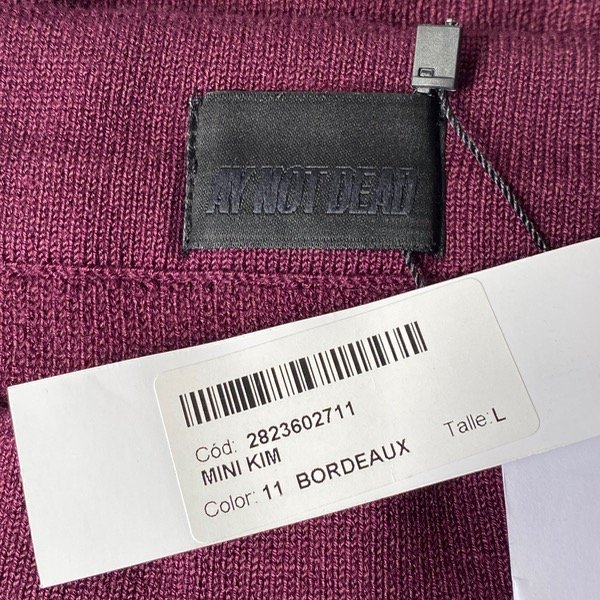 AY NOT DEAD
Cód: 2823602711
MINI KIM
Color: 11 BORDEAUX Talle: L